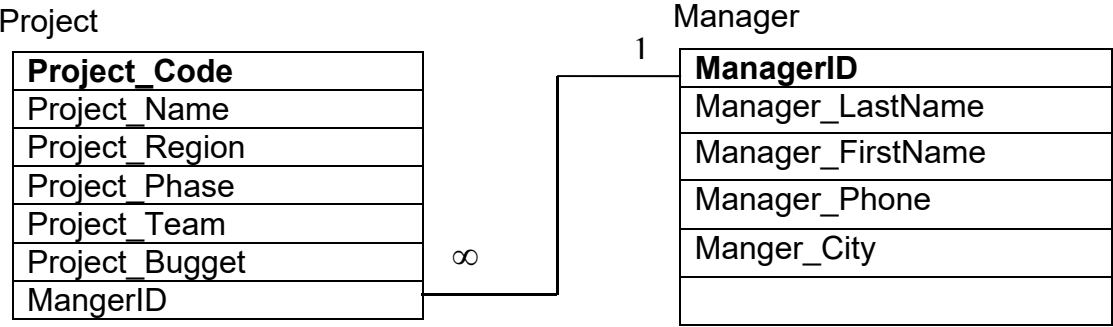 Project
Project_Code
Project_Name
Project_Region
Project_Phase
Project_Team
Project_Bugget
MangerID
∞
1
Manager
ManagerID
Manager_LastName
Manager_FirstName
Manager_Phone
Manger_City